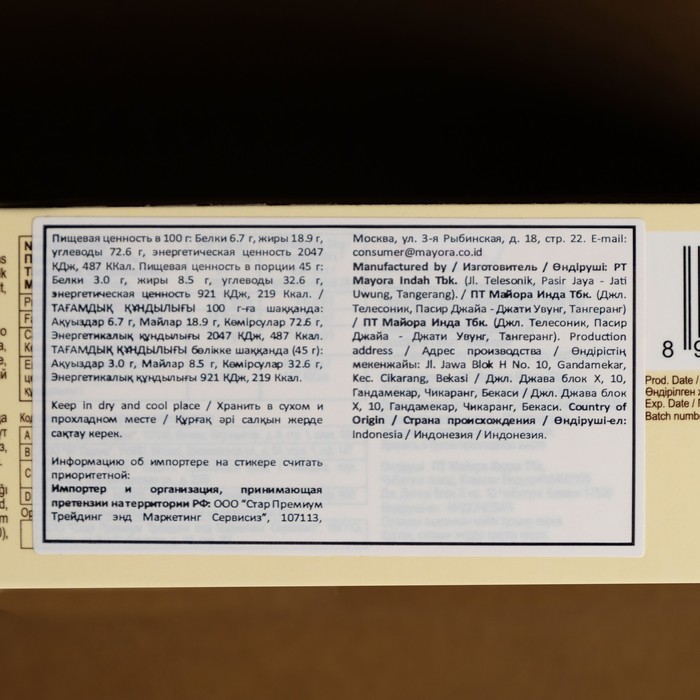 Пищевая ценность в 100 г: Белки 6.7 г, жиры 18.9 г,
углеводы 72.6 г, энергетическая ценность 2047
КДж, 487 ККал. Пищевая ценность в порции 45 г:
Белки 3.0 г, жиры 8.5 г, углеводы 32.6 г,
энергетическая ценность 921 КДж, 219 Ккал. /
ТАҒАМДЫҚ ҚҰНДЫЛЫҒЫ 100 г-ға шаққанда:
Ақуыздар 6.7 г, Майлар 18.9 г, Көмірсулар 72.6 г,
Энергетикалық құндылығы 2047 КДж, 487 Ккал.
ТАҒАМДЫҚ ҚҰНДЫЛЫҒЫ бөлікке шаққанда (45 г):
Ақуыздар 3.0 г, Майлар 8.5 г, Көмірсулар 32.6 г,
Энергетикалық құндылығы 921 КДж, 219 Ккал.
Keep in dry and cool place / Хранить в сухом и
прохладном месте / Құрғақ әрі салқын жерде
сақтау керек.
Информацию об импортере на стикере считать
приоритетной:
Импортер и организация, принимающая
претензии на территории РФ: ООО "Стар Премиум
Трейдинг энд Маркетинг Сервисиз", 107113,
Москва, ул. 3-я Рыбинская, д. 18, стр. 22. E-mail:
consumer@mayora.co.id
Manufactured by / Изготовитель / Өндіруші: PT
Mayora Indah Tbk. (Jl. Telesonik, Pasir Jaya - Jati
Uwung, Tangerang). / ПТ Майора Инда Тбк. (Джл.
Телесоник, Пасир Джайа - Джати Увунг, Тангеранг)
/ ПТ Майора Инда Тбк. (Джл. Телесоник, Пасир
Джайа - Джати Увунг, Тангеранг). Production
address / Адрес производства / Өндірістің
мекенжайы: Jl. Jawa Blok H No. 10, Gandamekar,
Kec. Cikarang, Bekasi / Джл. Джава блок X, 10,
Гандамекар, Чикаранг, Бекаси / Джл. Джава блок
X, 10, Гандамекар, Чикаранг, Бекаси. Country of
Origin / Страна происхождения / Өндіруші-ел:
Indonesia / Индонезия / Индонезия.
8
Prod. Date /
Өндірілген
Exp. Date /
Batch